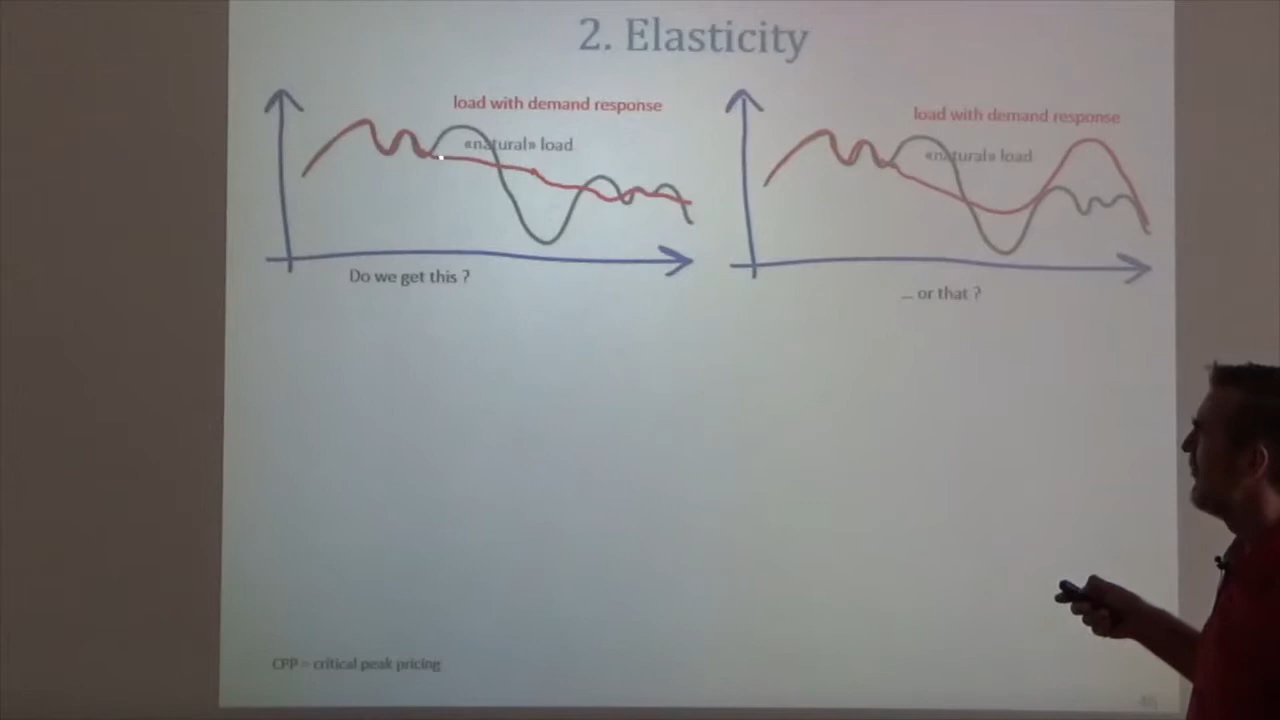 2. Elasticity
load with demand response
«natural» load
Do we get this ?
load with demand response
«natural» load
... or that ?
CPP = critical peak pricing